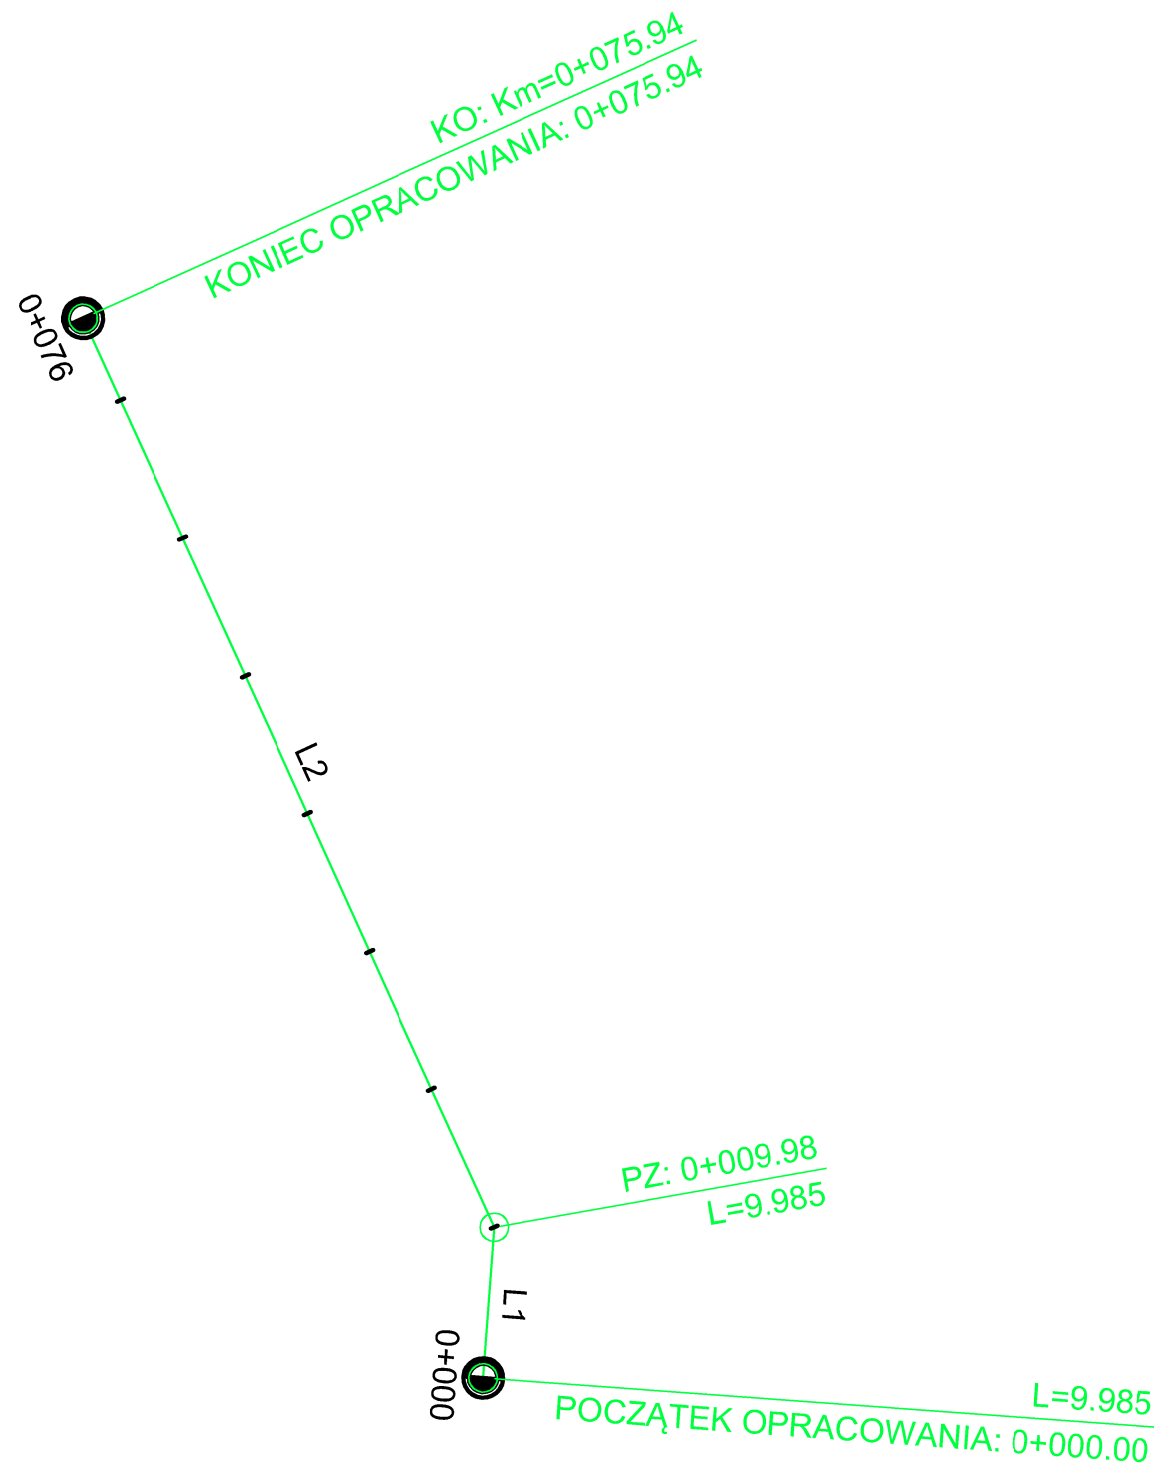 KO: Km=0+075.94
KONIEC OPRACOWANIA: 0+075.94
0+076
L2
PZ: 0+009.98
L=9.985
L1
0+000
L=9.985
POCZĄTEK OPRACOWANIA: 0+000.00